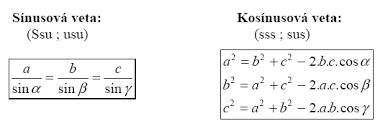 Sínusová veta:
(Ssu ; usu)
a/sin α = b/sin β = c/sin γ
Kosínusová veta:
(sss ; sus)
a² = b² + c² − 2.b.c.cos α
b² = a² + c² − 2.a.c.cos β
c² = a² + b² − 2.a.b.cos γ